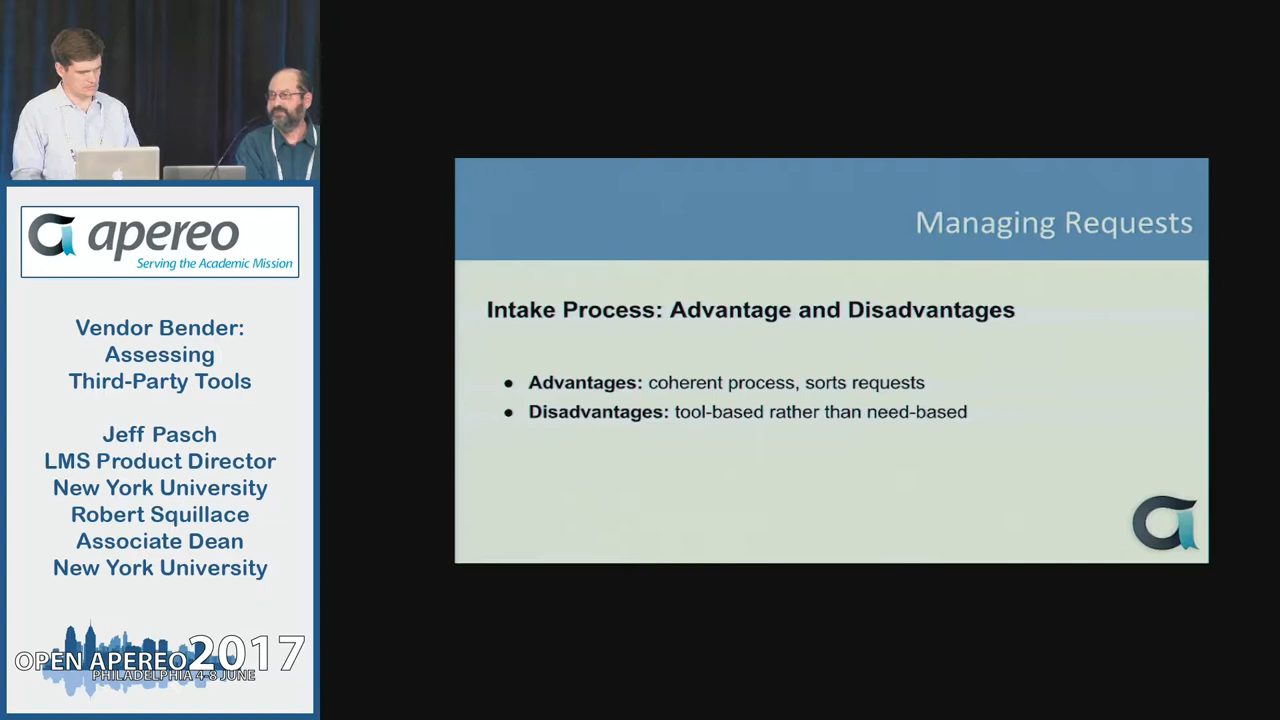 apereo
Serving the Academic Mission
Vendor Bender:
Assessing
Third-Party Tools
Jeff Pasch
LMS Product Director
New York University
Robert Squillace
Associate Dean
New York University
OPEN APEREO 2017
PHILADELPHIA 4-8 JUNE
Managing Requests
Intake Process: Advantage and Disadvantages
● Advantages: coherent process, sorts requests
● Disadvantages: tool-based rather than need-based